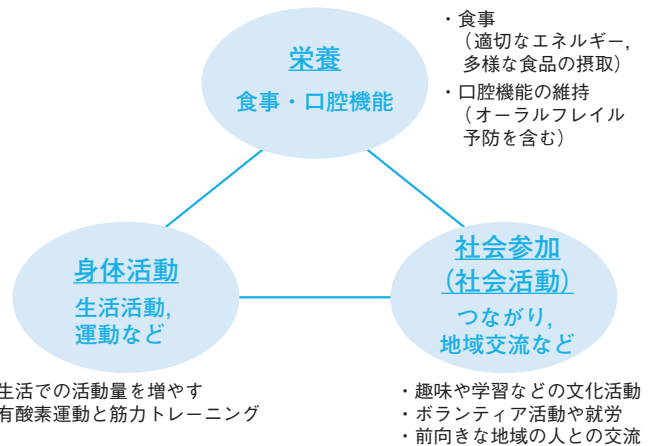 栄養
食事・口腔機能
・食事
（適切なエネルギー，
多様な食品の摂取）
・口腔機能の維持
（オーラルフレイル
予防を含む）
身体活動
生活活動，
運動など
社会参加
（社会活動）
つながり，
地域交流など
生活での活動量を増やす
有酸素運動と筋力トレーニング
・趣味や学習などの文化活動
・ボランティア活動や就労
・前向きな地域の人との交流